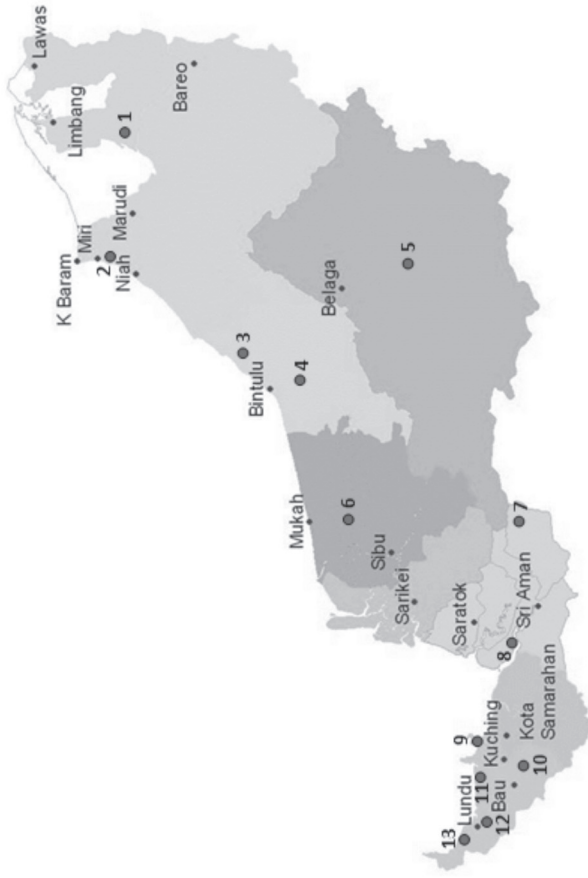 Lawas
Limbang
1
Bareo
K Baram
Miri
2
Marudi
Niah
3
Bintulu
4
Belaga
5
Mukah
6
Sibu
Sarikei
Saratok
7
8
Sri Aman
9
Kuching
Kota
Samarahan
10
11
Bau
Lundu
12
13